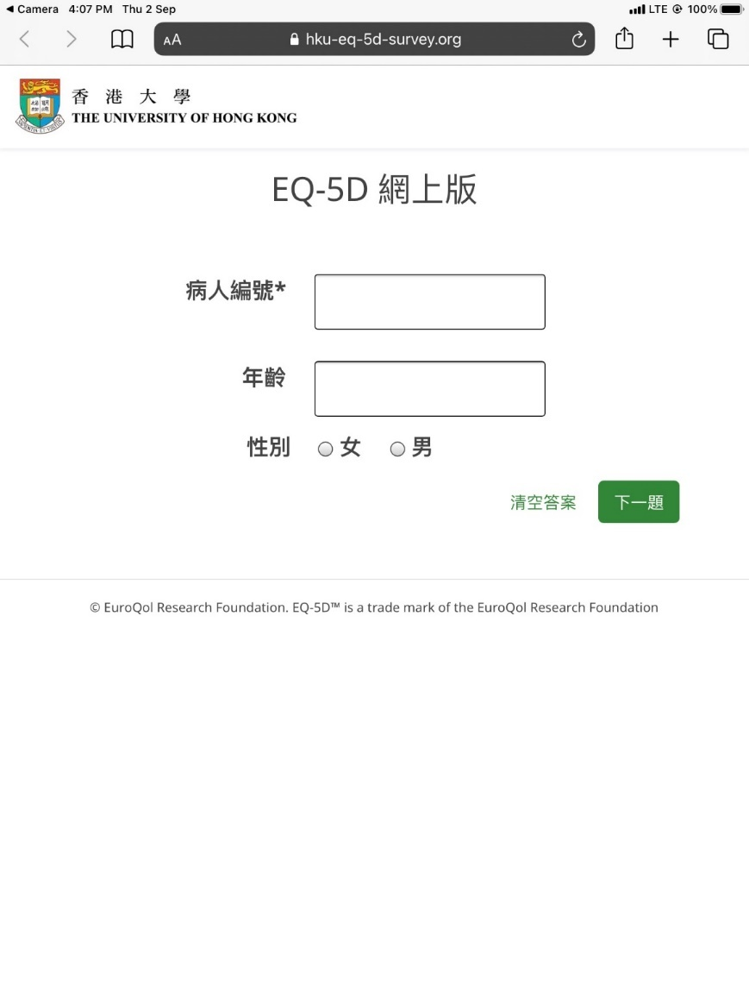 ◄ Camera 4:07 PM Thu 2 Sep LTE 100%
AA hku-eq-5d-survey.org
香港大學
THE UNIVERSITY OF HONG KONG
EQ-5D 網上版
病人編號*
年齡
性別 女 男
清空答案 下一題
© EuroQol Research Foundation. EQ-5D™ is a trade mark of the EuroQol Research Foundation